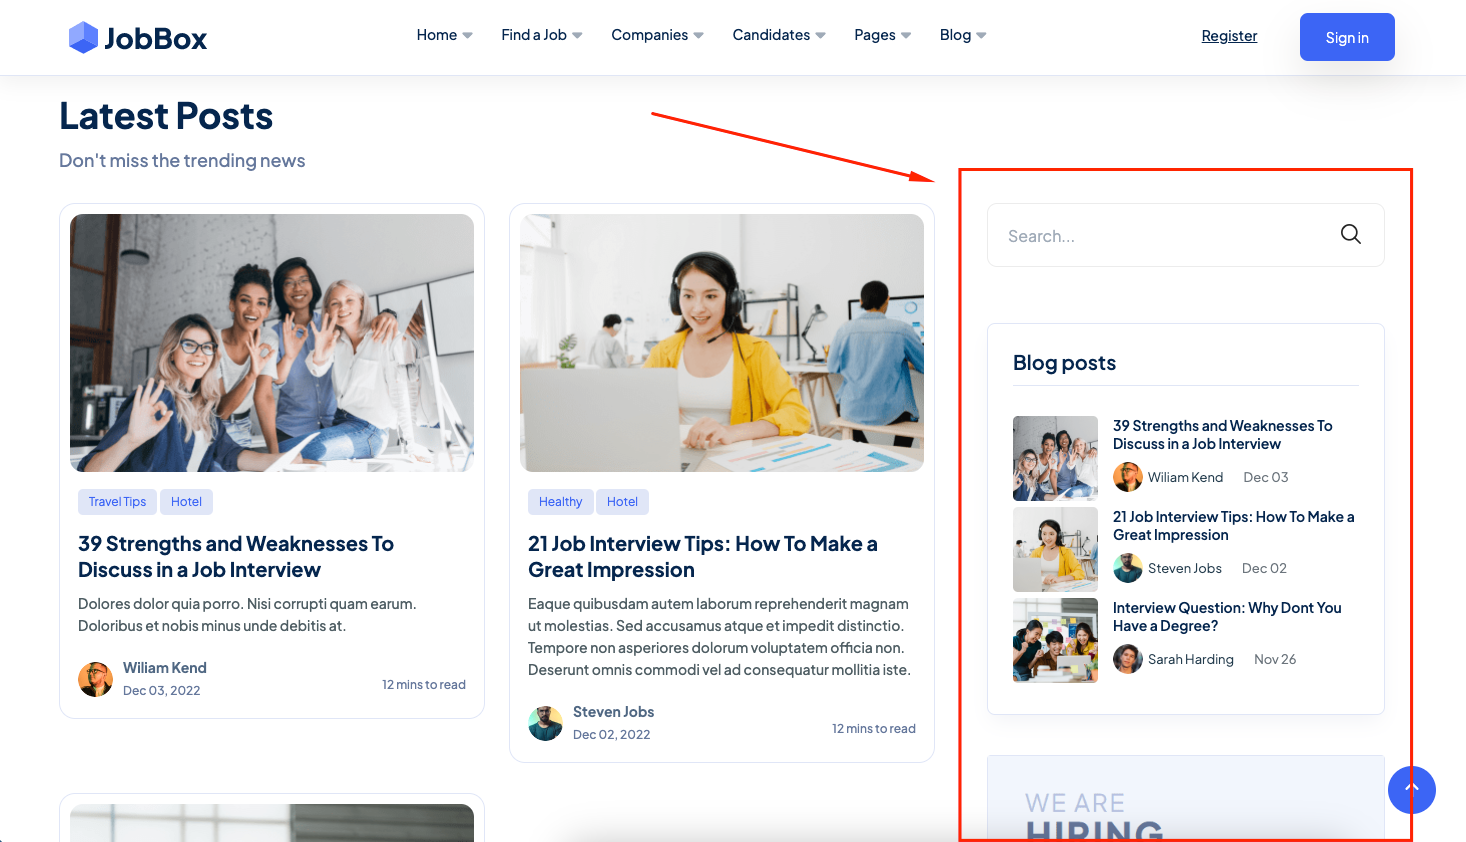 JobBox
Home
Find a Job
Companies
Candidates
Pages
Blog
Register
Sign in
Latest Posts
Don't miss the trending news
Travel Tips
Hotel
39 Strengths and Weaknesses To
Discuss in a Job Interview
Dolores dolor quia porro. Nisi corrupti quam earum.
Doloribus et nobis minus unde debitis at.
Wiliam Kend
Dec 03, 2022
12 mins to read
Healthy
Hotel
21 Job Interview Tips: How To Make a
Great Impression
Eaque quibusdam autem laborum reprehenderit magnam
ut molestias. Sed accusamus atque et impedit distinctio.
Tempore non asperiores dolorum voluptatem officia non.
Deserunt omnis commodi vel ad consequatur mollitia iste.
Steven Jobs
Dec 02, 2022
12 mins to read
Search...
Blog posts
39 Strengths and Weaknesses To
Discuss in a Job Interview
Wiliam Kend
Dec 03
21 Job Interview Tips: How To Make a
Great Impression
Steven Jobs
Dec 02
Interview Question: Why Dont You
Have a Degree?
Sarah Harding
Nov 26
WE ARE
HIRING